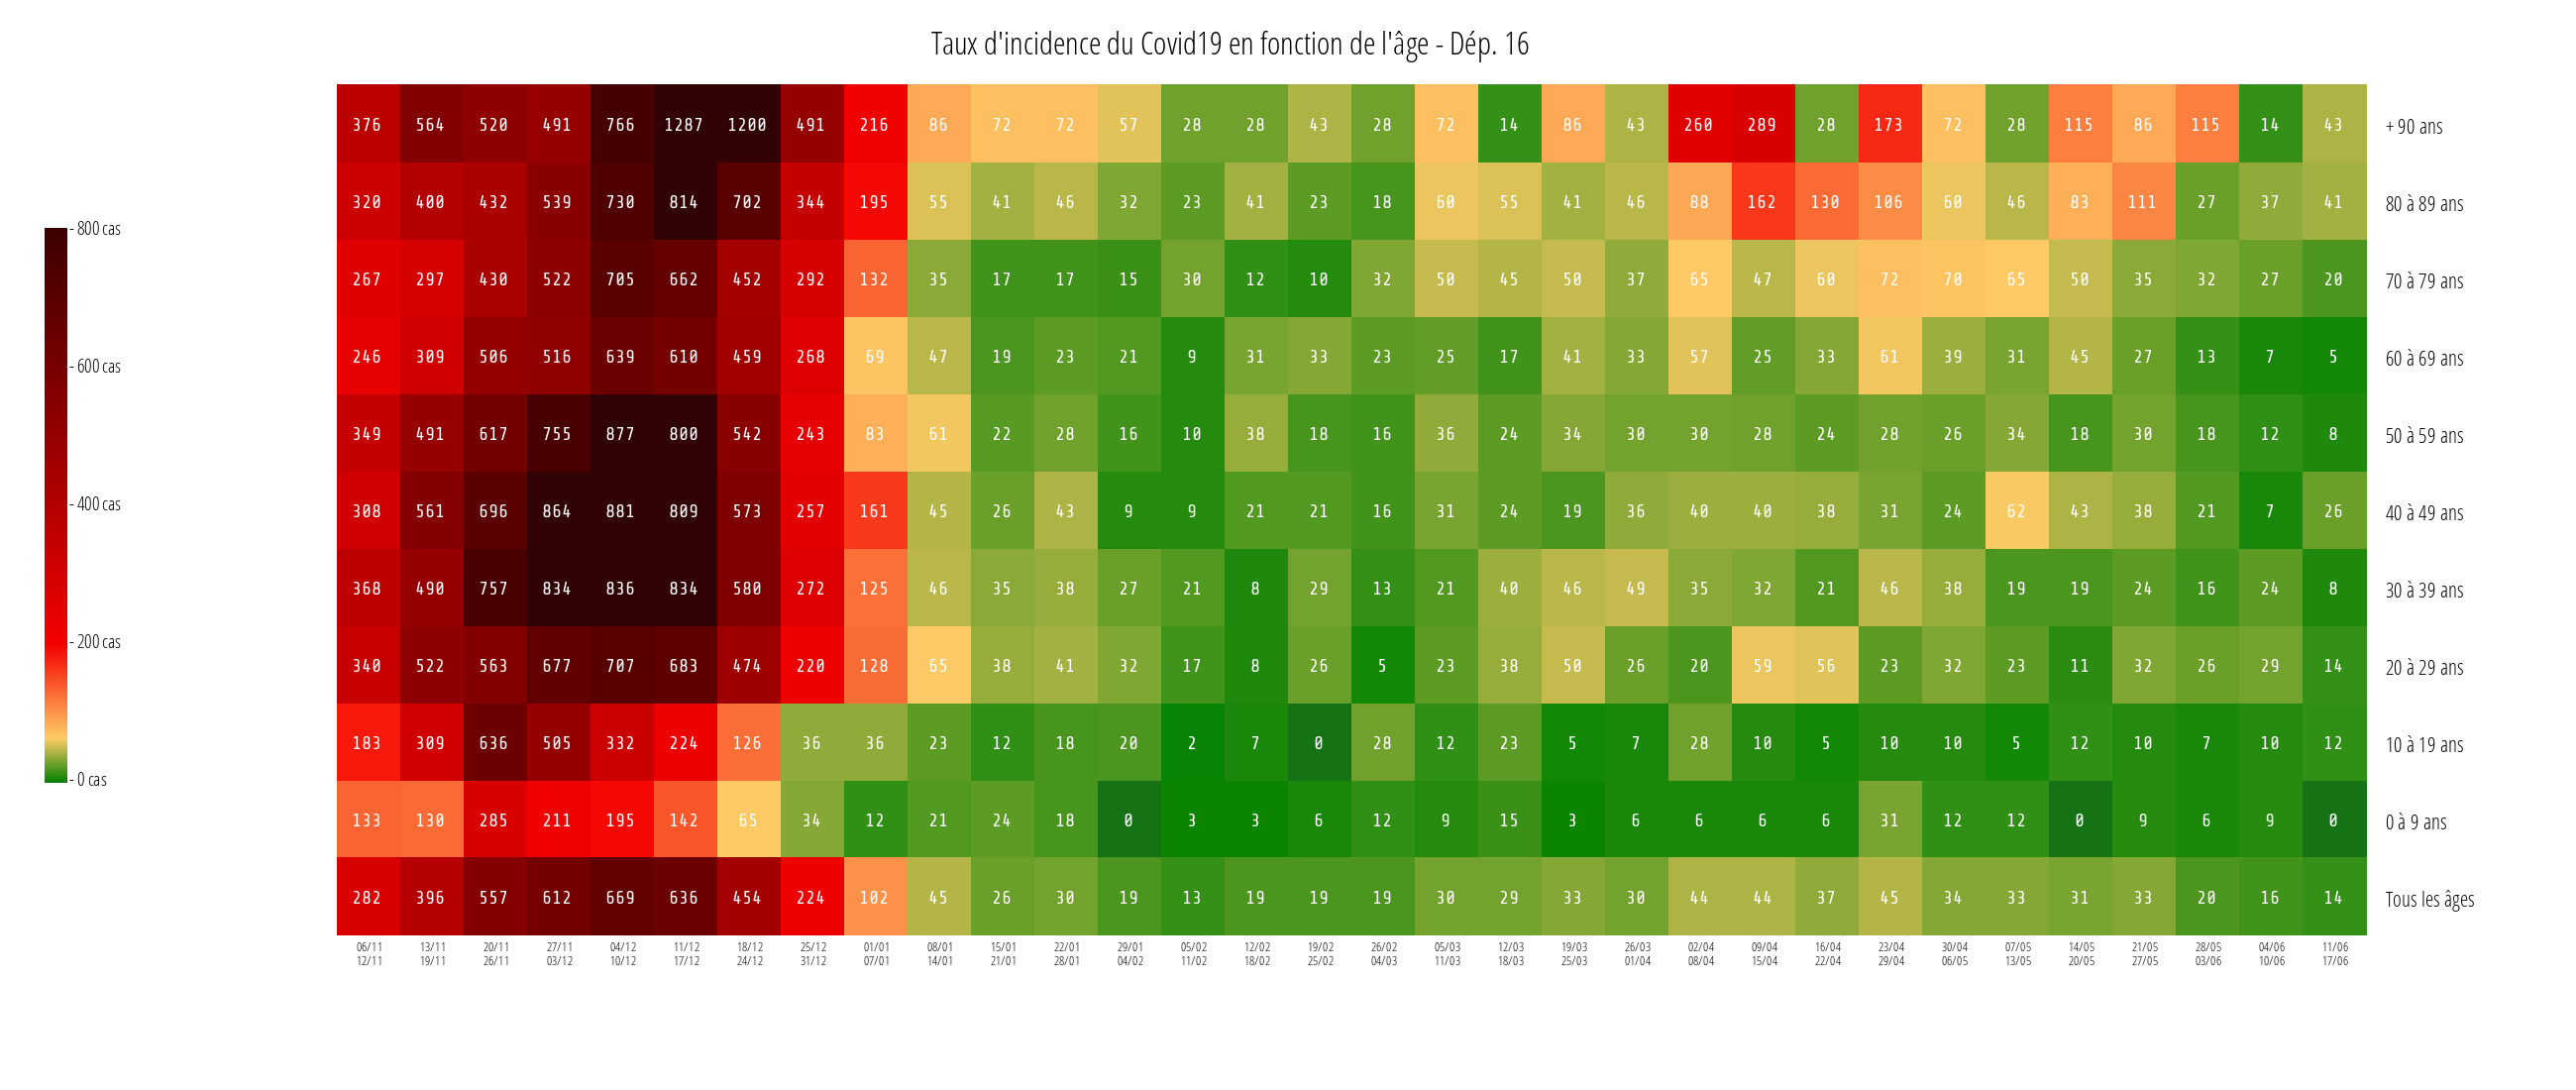 Taux d'incidence du Covid19 en fonction de l'âge - Dép. 16
- 800 cas
- 600 cas
- 400 cas
- 200 cas
- 0 cas
376 564 520 491 766 1287 1200 491 216 86 72 72 57 28 28 43 28 72 14 86 43 260 289 28 173 72 28 115 86 115 14 43 + 90 ans
320 400 432 539 730 814 702 344 195 55 41 46 32 23 41 23 18 60 55 41 46 88 162 130 106 60 46 83 111 27 37 41 80 à 89 ans
267 297 430 522 705 662 452 292 132 35 17 17 15 30 12 10 32 50 45 50 37 65 47 60 72 70 65 50 35 32 27 20 70 à 79 ans
246 309 506 516 639 610 459 268 69 47 19 23 21 9 31 33 23 25 17 41 33 57 25 33 61 39 31 45 27 13 7 5 60 à 69 ans
349 491 617 755 877 800 542 243 83 61 22 28 16 10 38 18 16 36 24 34 30 30 28 24 28 26 34 18 30 18 12 8 50 à 59 ans
308 561 696 864 881 809 573 257 161 45 26 43 9 9 21 21 16 31 24 19 36 40 40 38 31 24 62 43 38 21 7 26 40 à 49 ans
368 490 757 834 836 834 580 272 125 46 35 38 27 21 8 29 13 21 40 46 49 35 32 21 46 38 19 19 24 16 24 8 30 à 39 ans
340 522 563 677 707 683 474 220 128 65 38 41 32 17 8 26 5 23 38 50 26 20 59 56 23 32 23 11 32 26 29 14 20 à 29 ans
183 309 636 505 332 224 126 36 36 23 12 18 20 2 7 0 28 12 23 5 7 28 10 5 10 10 5 12 10 7 10 12 10 à 19 ans
133 130 285 211 195 142 65 34 12 21 24 18 0 3 3 6 12 9 15 3 6 6 6 6 31 12 12 0 9 6 9 0 0 à 9 ans
282 396 557 612 669 636 454 224 102 45 26 30 19 13 19 19 19 30 29 33 30 44 44 37 45 34 33 31 33 20 16 14 Tous les âges
06/11 13/11 20/11 27/11 04/12 11/12 18/12 25/12 01/01 08/01 15/01 22/01 29/01 05/02 12/02 19/02 26/02 05/03 12/03 19/03 26/03 02/04 09/04 16/04 23/04 30/04 07/05 14/05 21/05 28/05 04/06 11/06
12/11 19/11 26/11 03/12 10/12 17/12 24/12 31/12 07/01 14/01 21/01 28/01 04/02 11/02 18/02 25/02 04/03 11/03 18/03 25/03 01/04 08/04 15/04 22/04 29/04 06/05 13/05 20/05 27/05 03/06 10/06 17/06